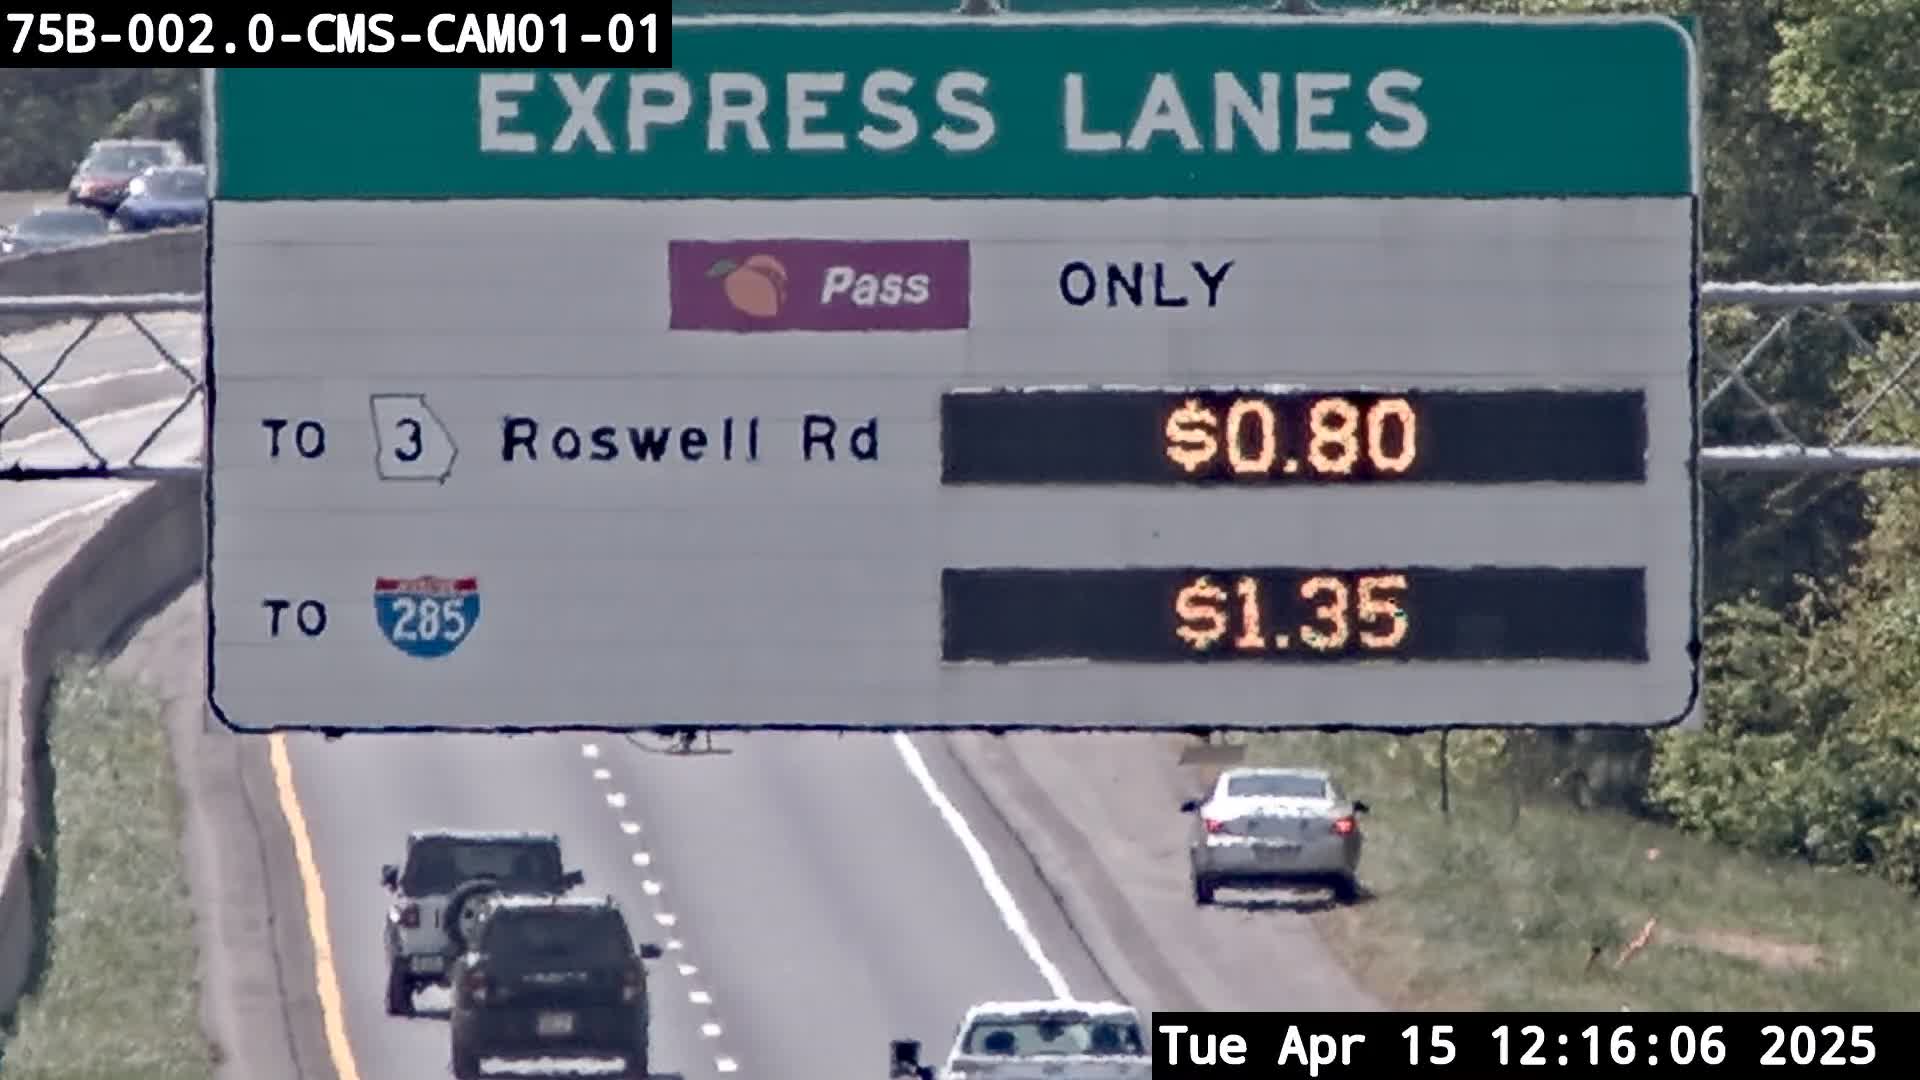 75B-002.0-CMS-CAM01-01
EXPRESS LANES
Pass ONLY
TO 3 Roswell Rd $0.80
TO 285 $1.35
Tue Apr 15 12:16:06 2025